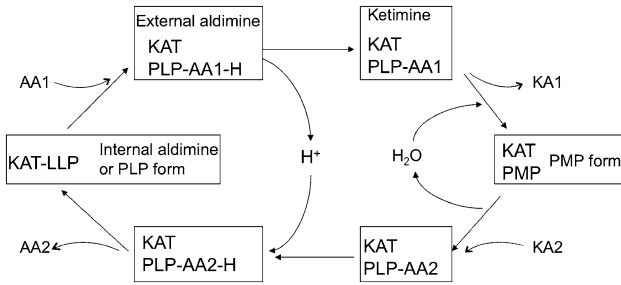 External aldimine
KAT
PLP-AA1-H
Ketimine
KAT
PLP-AA1
AA1
KA1
KAT-LLP
Internal aldimine
or PLP form
H⁺
H₂O
KAT
PMP
PMP form
AA2
KAT
PLP-AA2-H
KAT
PLP-AA2
KA2